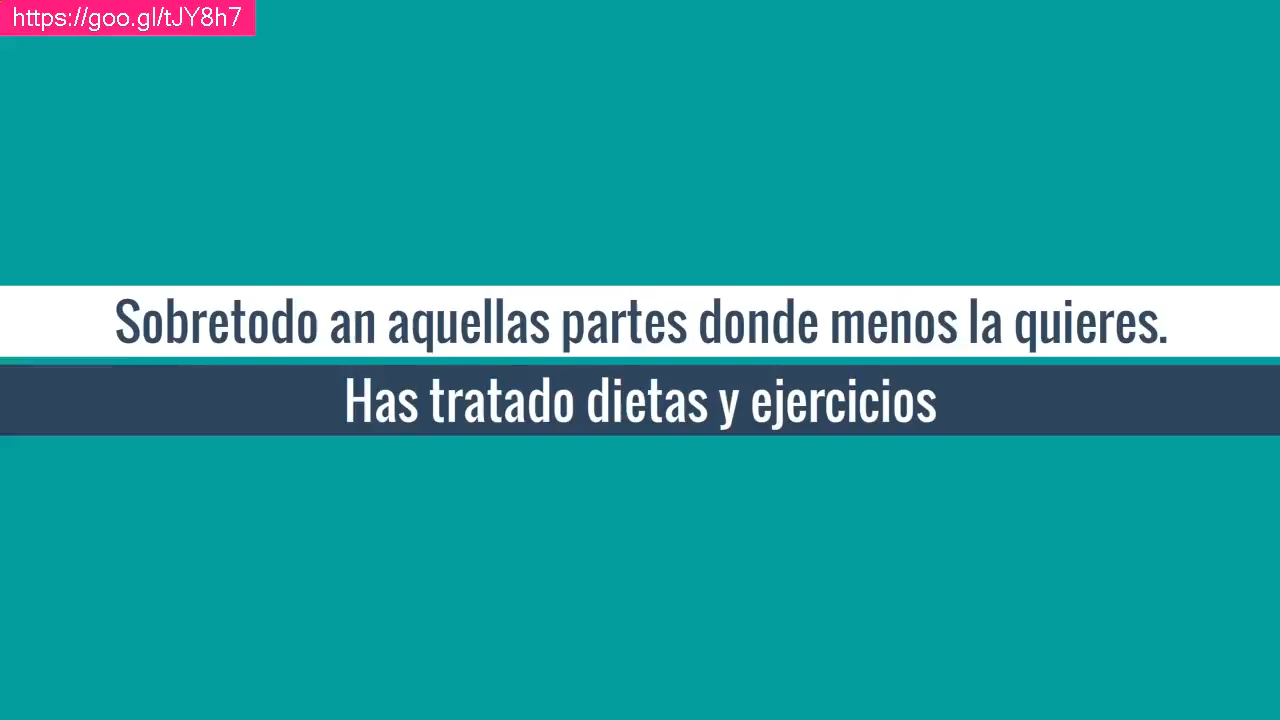 https://goo.gl/tJY8h7
Sobretodo an aquellas partes donde menos la quieres.
Has tratado dietas y ejercicios